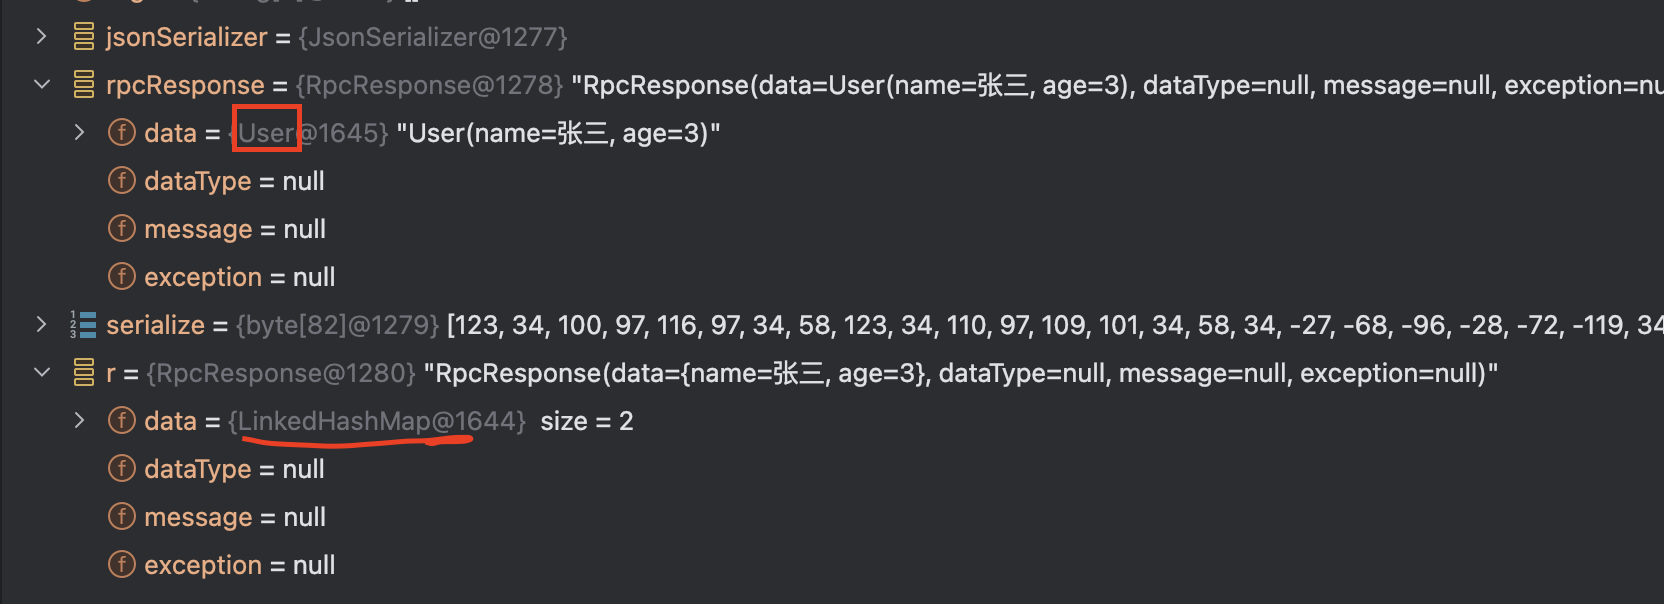 jsonSerializer = {JsonSerializer@1277}
rpcResponse = {RpcResponse@1278} "RpcResponse(data=User(name=张三, age=3), dataType=null, message=null, exception=nu
data = {User@1645} "User(name=张三, age=3)"
dataType = null
message = null
exception = null
serialize = {byte[82]@1279} [123, 34, 100, 97, 116, 97, 34, 58, 123, 34, 110, 97, 109, 101, 34, 58, 34, -27, -68, -96, -28, -72, -119, 34
r = {RpcResponse@1280} "RpcResponse(data={name=张三, age=3}, dataType=null, message=null, exception=null)"
data = {LinkedHashMap@1644} size = 2
dataType = null
message = null
exception = null